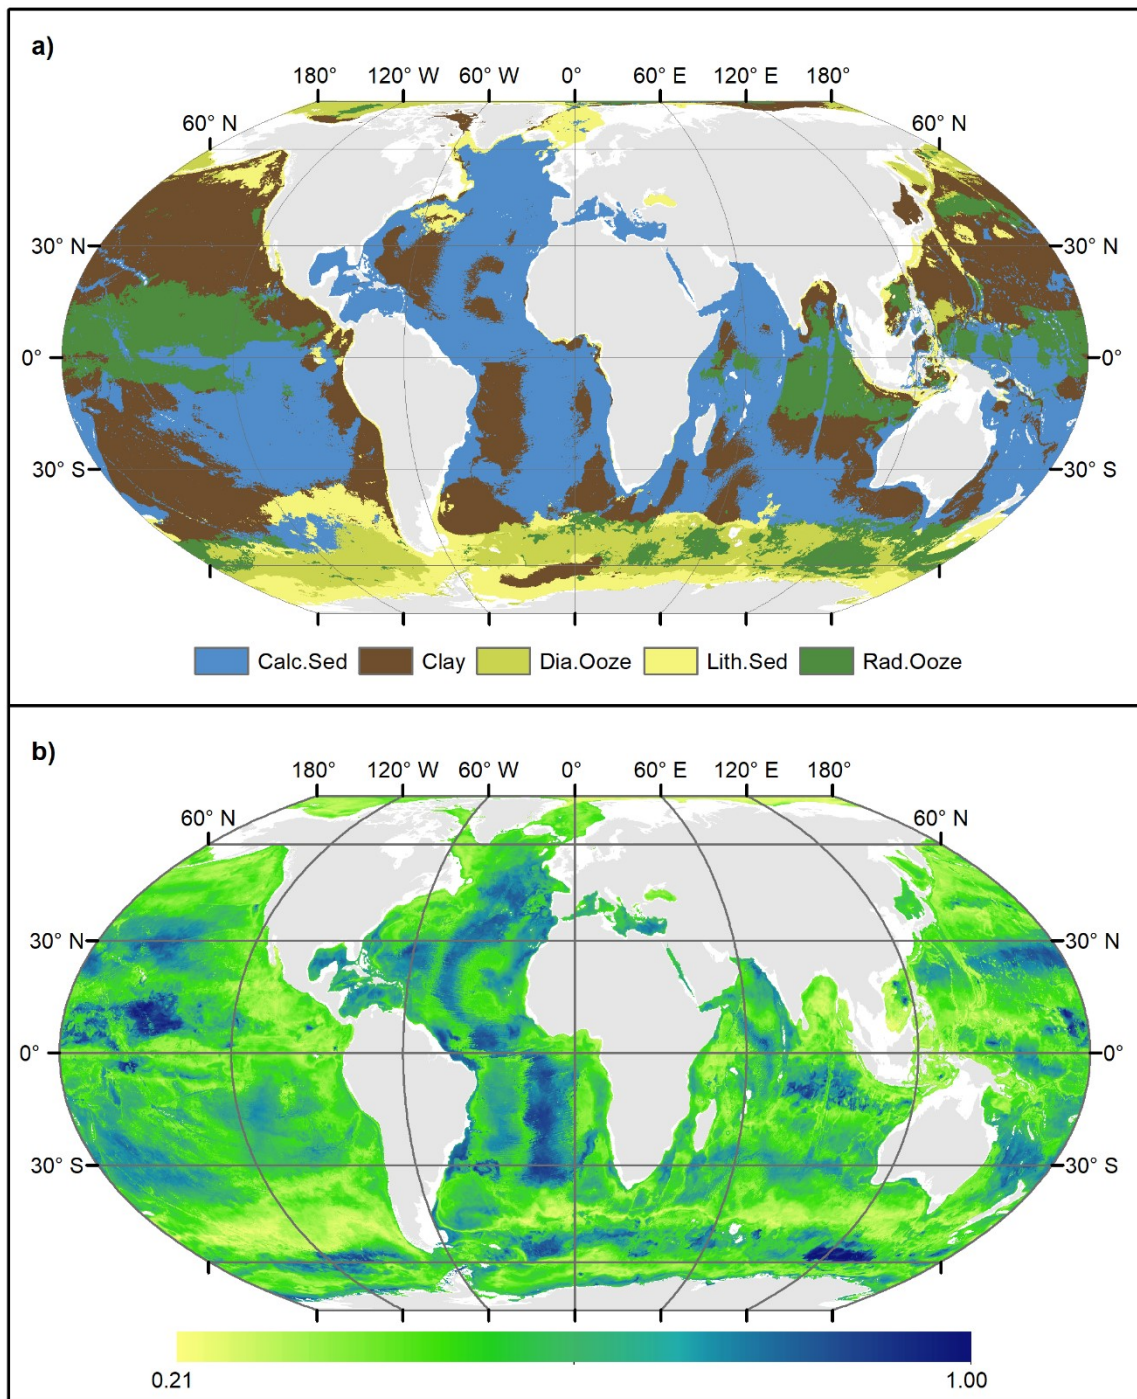 a)
180° 120° W 60° W 0° 60° E 120° E 180°
60° N 60° N
30° N 30° N
0° 0°
30° S 30° S
Calc.Sed Clay Dia.Ooze Lith.Sed Rad.Ooze
b)
180° 120° W 60° W 0° 60° E 120° E 180°
60° N 60° N
30° N 30° N
0° 0°
30° S 30° S
0.21 1.00